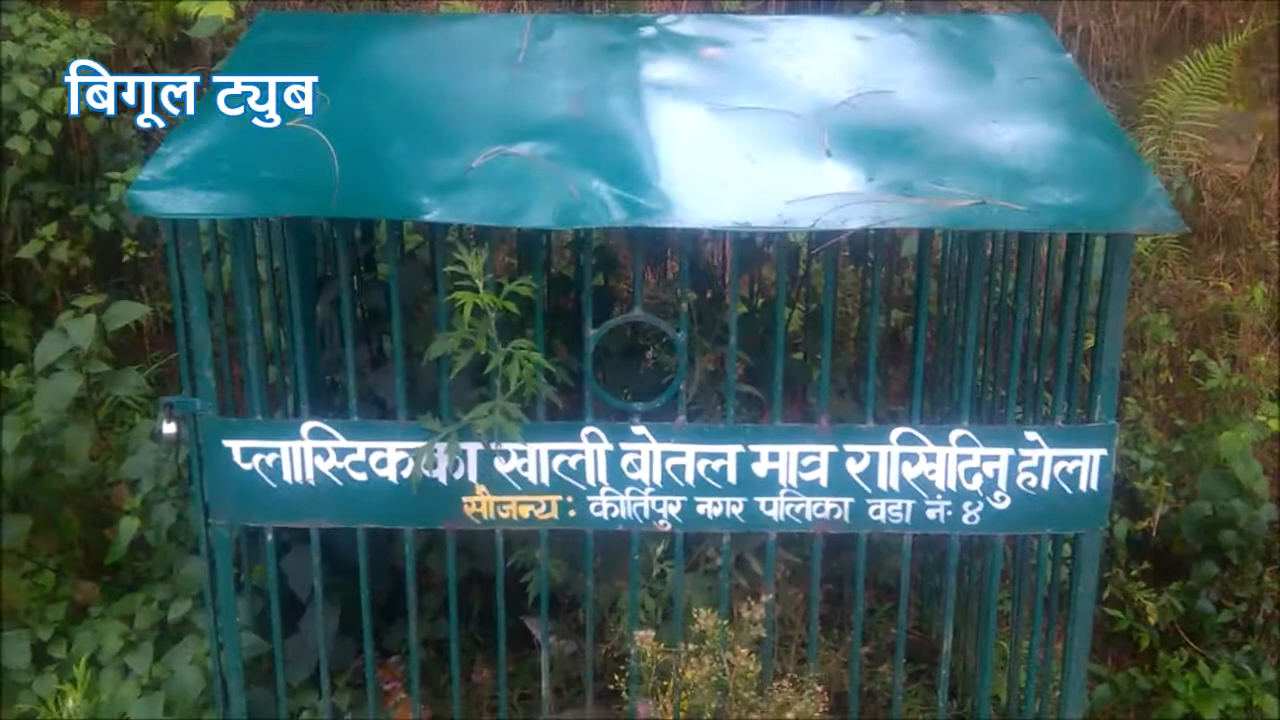 बिगूल ट्युब
प्लास्टिकका खाली बोतल मात्र राखिदिनु होला
सौजन्य : कीर्तिपुर नगर पलिका वडा नं. ४